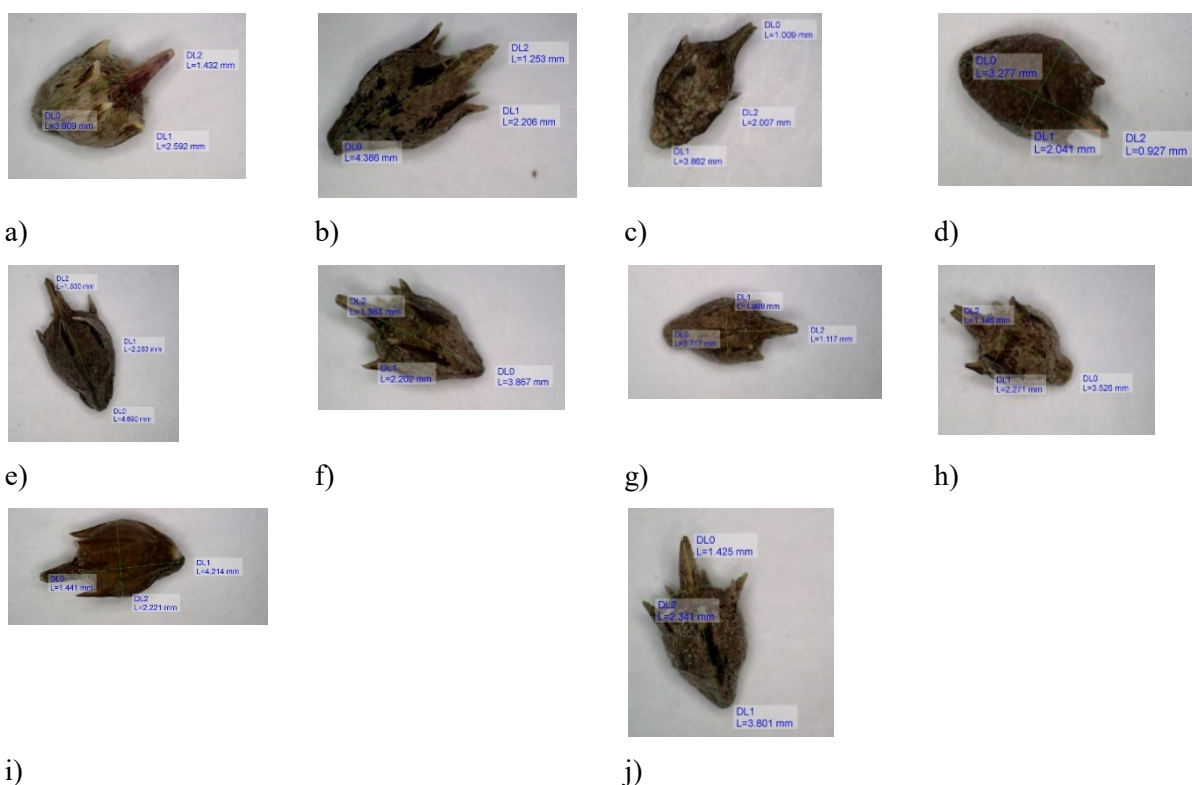 DL2
L=1.432 mm
DL0
L=3.909 mm
DL1
L=2.592 mm
a)
DL2
L=1.253 mm
DL1
L=2.206 mm
DL0
L=4.386 mm
b)
DL0
L=1.009 mm
DL2
L=2.007 mm
DL1
L=3.862 mm
c)
DL0
L=3.277 mm
DL1
L=2.041 mm
DL2
L=0.927 mm
d)
DL2
DL1
DL0
e)
DL2
DL1
L=2.202 mm
DL0
L=3.867 mm
f)
DL1
DL2
L=1.117 mm
DL0
L=3.717 mm
g)
DL2
L=1.146 mm
DL1
L=2.271 mm
DL0
L=3.526 mm
h)
DL1
L=4.214 mm
DL0
L=1.441 mm
DL2
L=2.221 mm
i)
DL0
L=1.425 mm
DL2
L=2.341 mm
DL1
L=3.801 mm
j)